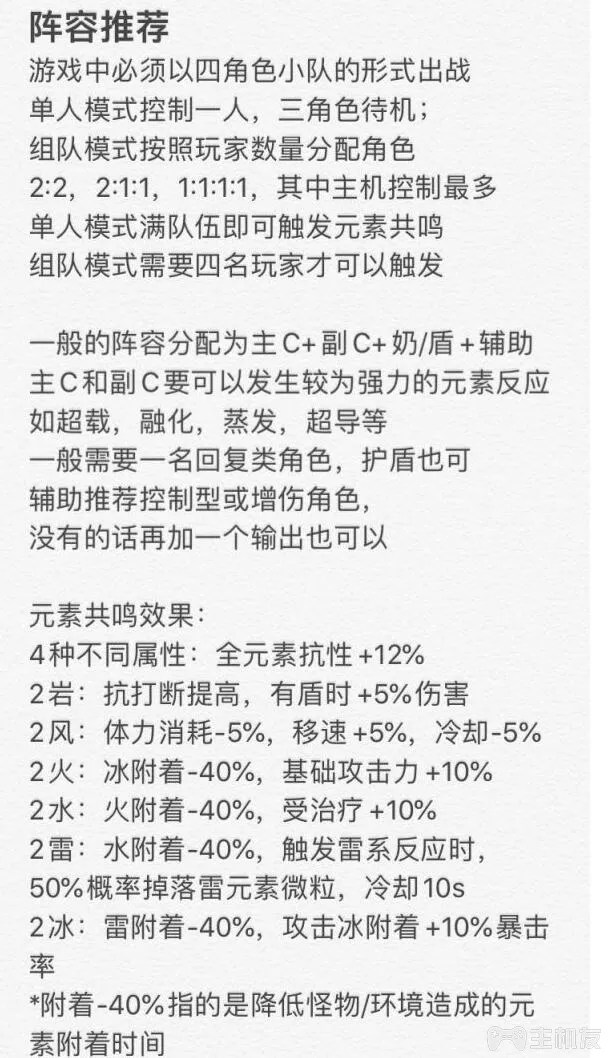 阵容推荐
游戏中必须以四角色小队的形式出战
单人模式控制一人，三角色待机；
组队模式按照玩家数量分配角色
2:2，2:1:1，1:1:1:1，其中主机控制最多
单人模式满队伍即可触发元素共鸣
组队模式需要四名玩家才可以触发
一般的阵容分配为主C+副C+奶/盾+辅助
主C和副C要可以发生较为强力的元素反应
如超载，融化，蒸发，超导等
一般需要一名回复类角色，护盾也可
辅助推荐控制型或增伤角色，
没有的话再加一个输出也可以
元素共鸣效果：
4种不同属性：全元素抗性+12%
2岩：抗打断提高，有盾时+5%伤害
2风：体力消耗-5%，移速+5%，冷却-5%
2火：冰附着-40%，基础攻击力+10%
2水：火附着-40%，受治疗+10%
2雷：水附着-40%，触发雷系反应时，
50%概率掉落雷元素微粒，冷却10s
2冰：雷附着-40%，攻击冰附着+10%暴击
率
*附着-40%指的是降低怪物/环境造成的元
素附着时间
主机友